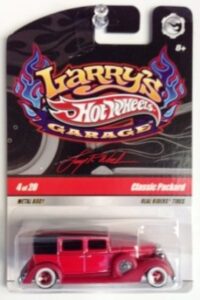 8+
Larry's
Hot Wheels
GARAGE
4 of 20
Classic Packard
METAL BODY
REAL RIDERS TIRES